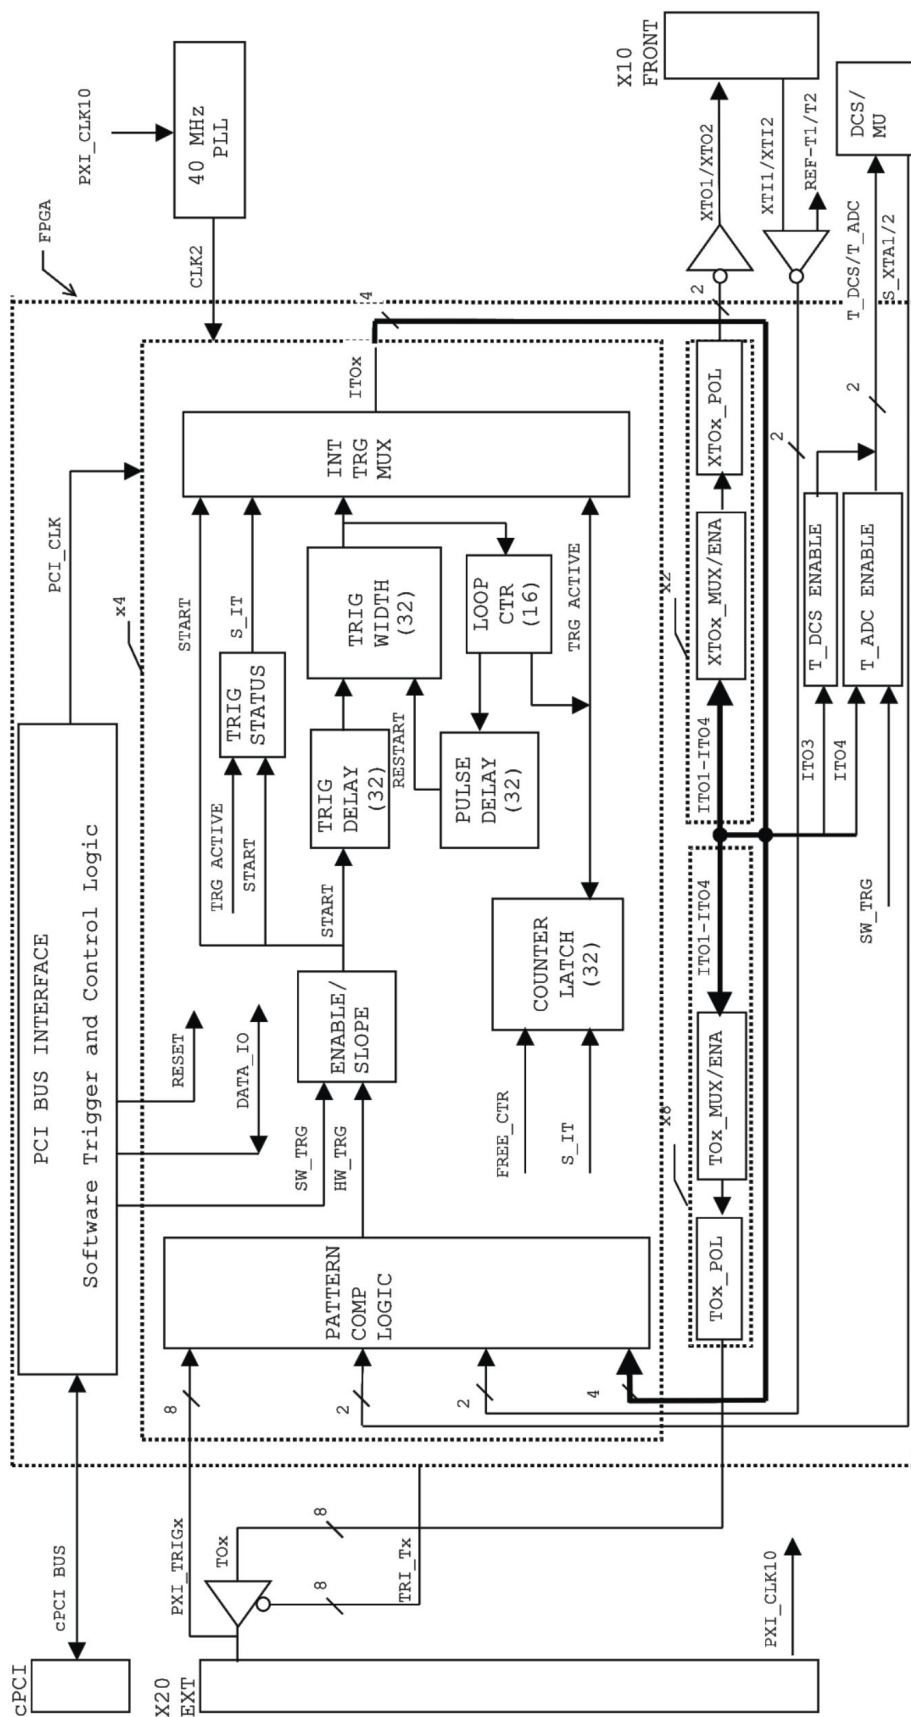 cPCI
cPCI BUS
PCI BUS INTERFACE
Software Trigger and Control Logic
PCI_CLK
FPGA
PXI_CLK10
40 MHz
PLL
CLK2
x4
RESET
DATA_IO
SW_TRG
HW_TRG
X20
EXT
PXI_TRIGx
TOx
8
8
TRI_Tx
PXI_CLK10
8
2
2
4
PATTERN
COMP
LOGIC
ENABLE/
SLOPE
START
TRG ACTIVE
START
TRIG
STATUS
S_IT
START
TRIG
DELAY
(32)
TRIG
WIDTH
(32)
RESTART
PULSE
DELAY
(32)
LOOP
CTR
(16)
TRG ACTIVE
FREE_CTR
S_IT
COUNTER
LATCH
(32)
INT
TRG
MUX
ITOx
4
x8
TOx_POL
TOx_MUX/ENA
ITO1-ITO4
ITO1-ITO4
x2
XTOx_MUX/ENA
XTOx_POL
2
XTO1/XTO2
X10
FRONT
XTI1/XTI2
REF-T1/T2
2
ITO3
ITO4
SW_TRG
T_DCS ENABLE
T_ADC ENABLE
2
T_DCS/T_ADC
S_XTA1/2
DCS/
MU